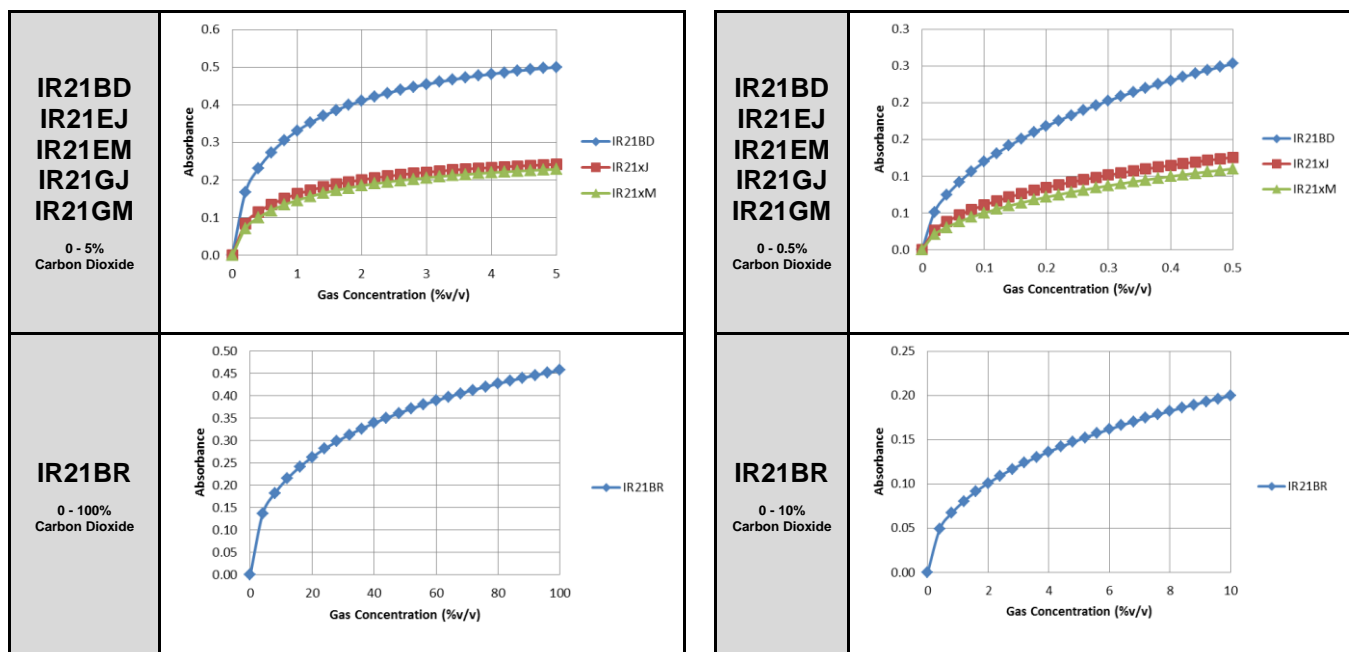 IR21BD
IR21EJ
IR21EM
IR21GJ
IR21GM
0 - 5%
Carbon Dioxide
Absorbance
0.6
0.5
0.4
0.3
0.2
0.1
0.0
0 1 2 3 4 5
Gas Concentration (%v/v)
IR21BD
IR21xJ
IR21xM
IR21BD
IR21EJ
IR21EM
IR21GJ
IR21GM
0 - 0.5%
Carbon Dioxide
Absorbance
0.3
0.3
0.2
0.2
0.1
0.1
0.0
0 0.1 0.2 0.3 0.4 0.5
Gas Concentration (%v/v)
IR21BD
IR21xJ
IR21xM
IR21BR
0 - 100%
Carbon Dioxide
Absorbance
0.50
0.45
0.40
0.35
0.30
0.25
0.20
0.15
0.10
0.05
0.00
0 20 40 60 80 100
Gas Concentration (%v/v)
IR21BR
IR21BR
0 - 10%
Carbon Dioxide
Absorbance
0.25
0.20
0.15
0.10
0.05
0.00
0 2 4 6 8 10
Gas Concentration (%v/v)
IR21BR